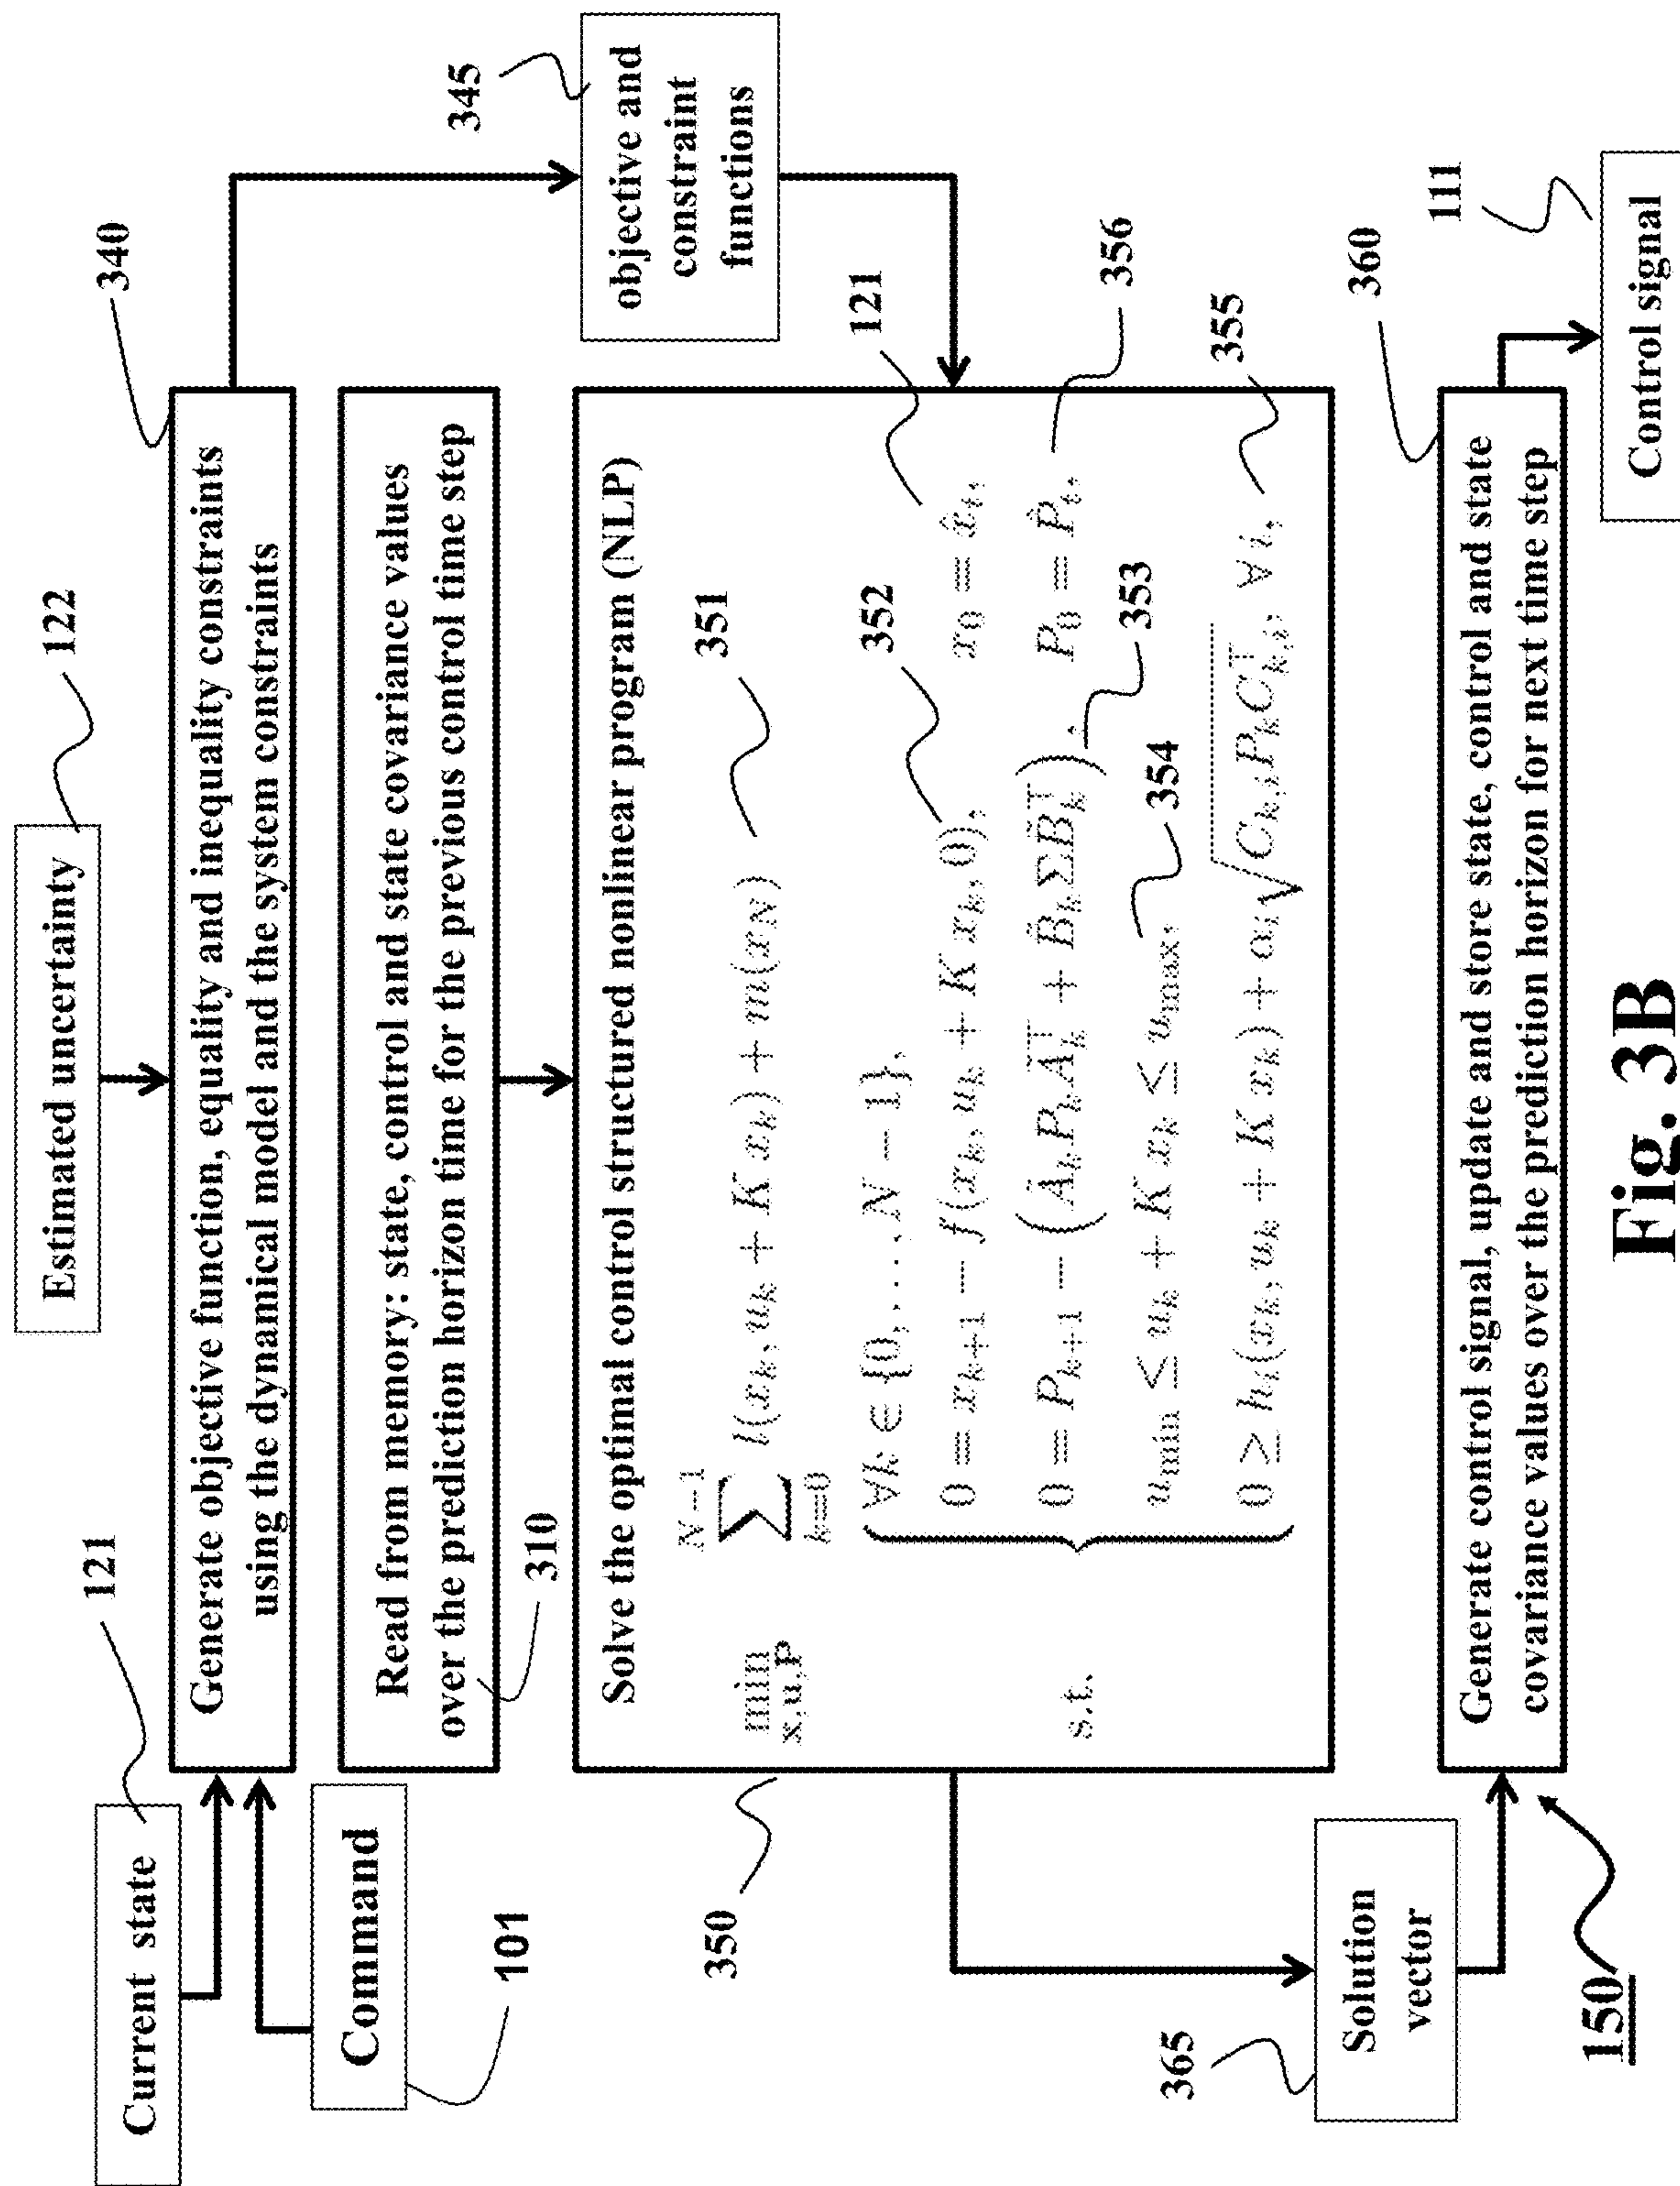 Estimated uncertainty
122
Current state
121
Command
101
340
Generate objective function, equality and inequality constraints
using the dynamical model and the system constraints
Read from memory: state, control and state covariance values
over the prediction horizon time for the previous control time step
310
345
objective and
constraint
functions
350
Solve the optimal control structured nonlinear program (NLP)
min x,u,P ∑_{k=0}^{N−1} l(x_k, u_k + K x_k) + m(x_N)
351
s.t. ∀k ∈ {0, . . . , N − 1},
352
0 = x_{k+1} − f(x_k, u_k + K x_k, 0), x_0 = x̂_t,
121
0 = P_{k+1} − (Ã_k P_k Ã_k^⊤ + B̃_k Σ B̃_k^⊤), P_0 = P̂_t,
353
356
u_min ≤ u_k + K x_k ≤ u_max,
354
0 ≥ h_i(x_k, u_k + K x_k) + α_i √(C_{k,i} P_k C_{k,i}^⊤), ∀ i,
355
365
Solution
vector
360
Generate control signal, update and store state, control and state
covariance values over the prediction horizon for next time step
111
Control signal
150
Fig. 3B